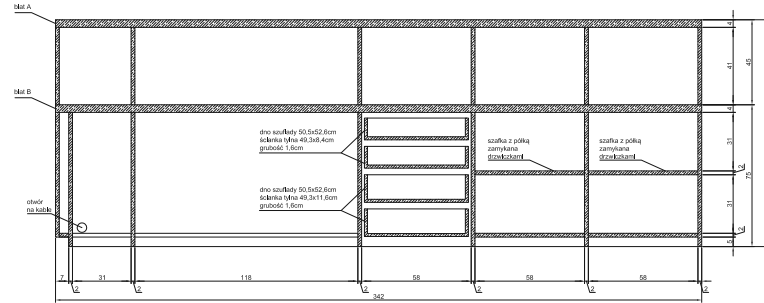 blat A
4
41
45
blat B
4
dno szuflady 50,5x52,6cm
ścianka tylna 49,3x8,4cm
grubość 1,6cm
szafka z półką
zamykana
drzwiczkami
szafka z półką
zamykana
drzwiczkami
31
2
75
dno szuflady 50,5x52,6cm
ścianka tylna 49,3x11,6cm
grubość 1,6cm
31
otwór
na kable
2
5
7
31
118
58
58
58
2
2
2
2
2
2
342